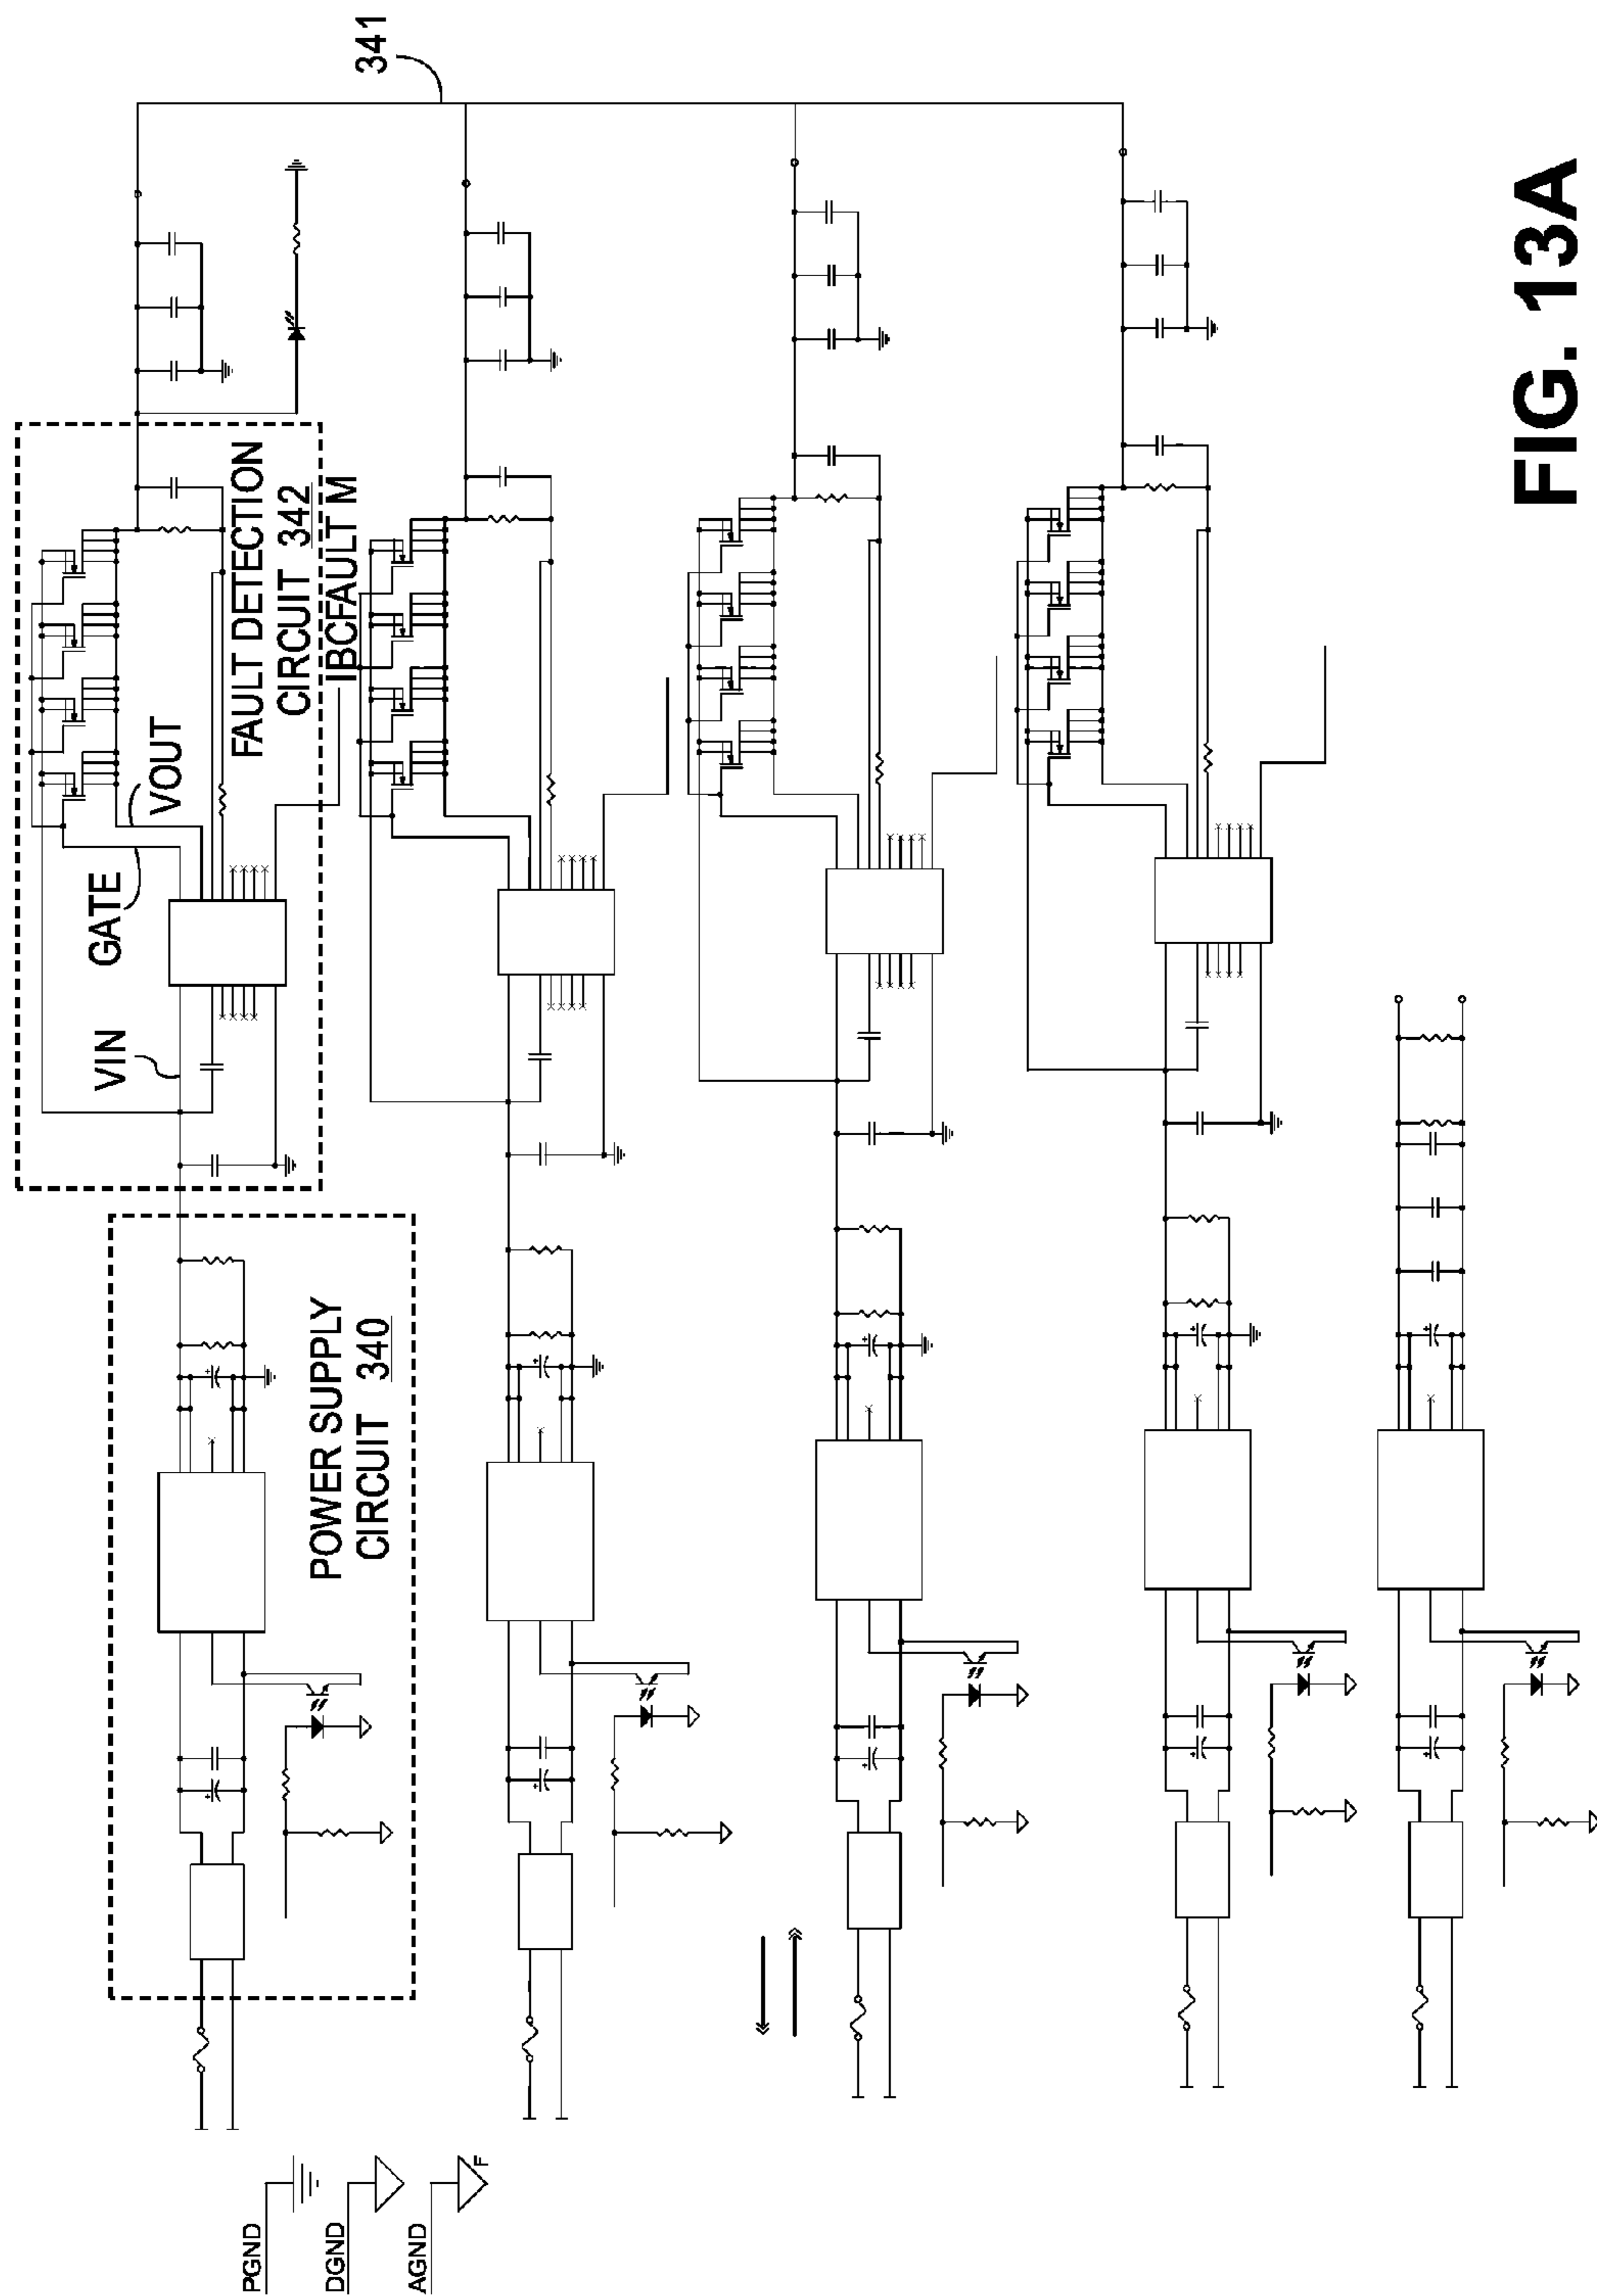 PGND
DGND
AGND
F
POWER SUPPLY
CIRCUIT 340
VIN
GATE
VOUT
FAULT DETECTION
CIRCUIT 342
IBCFAULT M
341
FIG. 13A